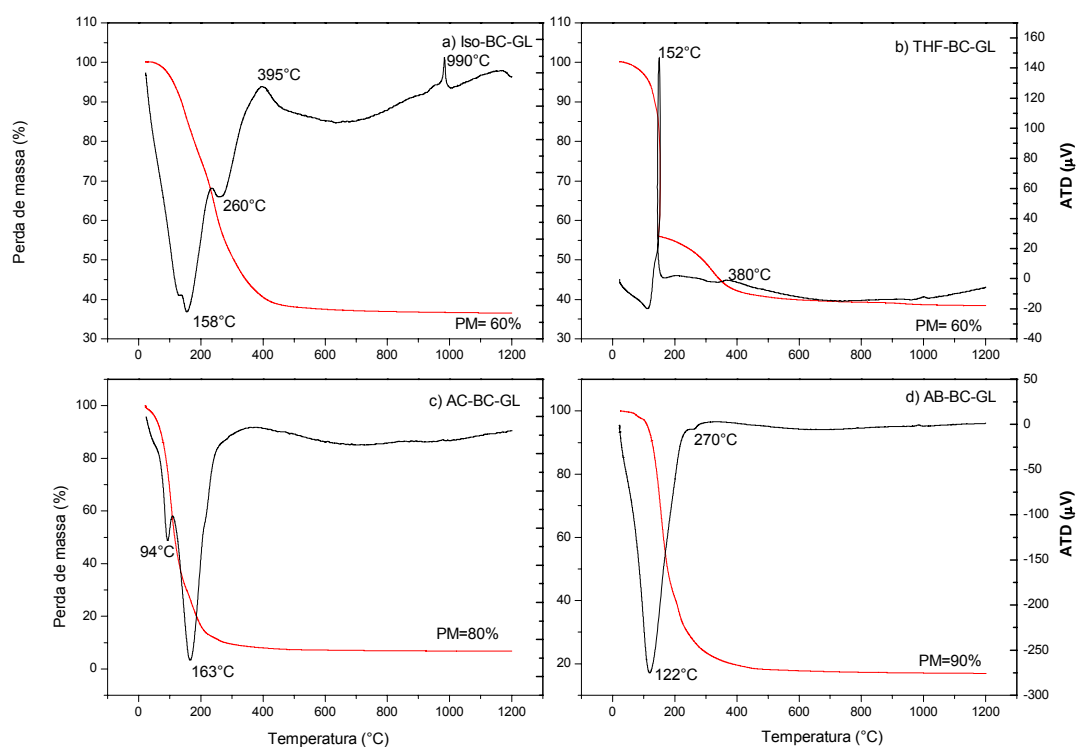 a) Iso-BC-GL
990°C
395°C
260°C
158°C
PM= 60%
110
100
90
80
70
60
50
40
30
0 200 400 600 800 1000 1200
Perda de massa (%)
b) THF-BC-GL
152°C
380°C
PM= 60%
110
100
90
80
70
60
50
40
30
0 200 400 600 800 1000 1200
160
140
120
100
80
60
40
20
0
-20
-40
ATD (µV)
c) AC-BC-GL
94°C
163°C
PM=80%
100
80
60
40
20
0
0 200 400 600 800 1000 1200
Perda de massa (%)
Temperatura (°C)
d) AB-BC-GL
270°C
122°C
PM=90%
100
80
60
40
20
0 200 400 600 800 1000 1200
50
0
-50
-100
-150
-200
-250
-300
ATD (µV)
Temperatura (°C)